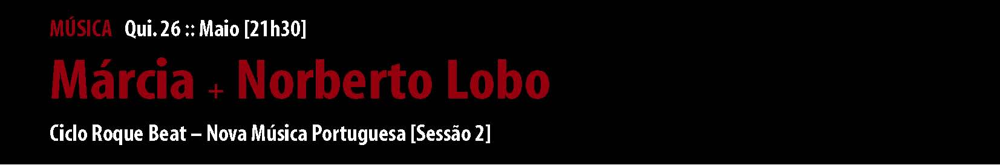 MÚSICA Qui. 26 :: Maio [21h30]
Márcia + Norberto Lobo
Ciclo Roque Beat – Nova Música Portuguesa [Sessão 2]